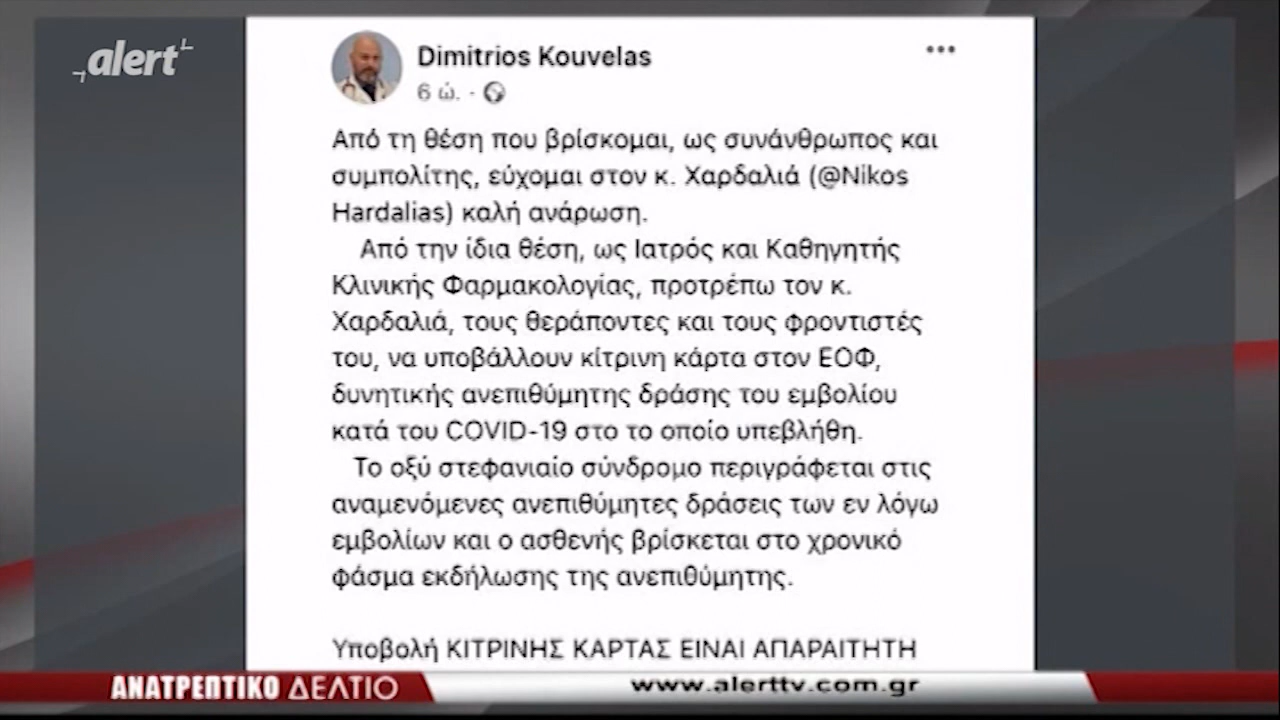 alert
Dimitrios Kouvelas
6 ώ. ·
Από τη θέση που βρίσκομαι, ως συνάνθρωπος και
συμπολίτης, εύχομαι στον κ. Χαρδαλιά (@Nikos
Hardalias) καλή ανάρωση.
Από την ίδια θέση, ως Ιατρός και Καθηγητής
Κλινικής Φαρμακολογίας, προτρέπω τον κ.
Χαρδαλιά, τους θεράποντες και τους φροντιστές
του, να υποβάλλουν κίτρινη κάρτα στον ΕΟΦ,
δυνητικής ανεπιθύμητης δράσης του εμβολίου
κατά του COVID-19 στο το οποίο υπεβλήθη.
Το οξύ στεφανιαίο σύνδρομο περιγράφεται στις
αναμενόμενες ανεπιθύμητες δράσεις των εν λόγω
εμβολίων και ο ασθενής βρίσκεται στο χρονικό
φάσμα εκδήλωσης της ανεπιθύμητης.
Υποβολή ΚΙΤΡΙΝΗΣ ΚΑΡΤΑΣ ΕΙΝΑΙ ΑΠΑΡΑΙΤΗΤΗ
ΑΝΑΤΡΕΠΤΙΚΟ ΔΕΛΤΙΟ
www.alerttv.com.gr